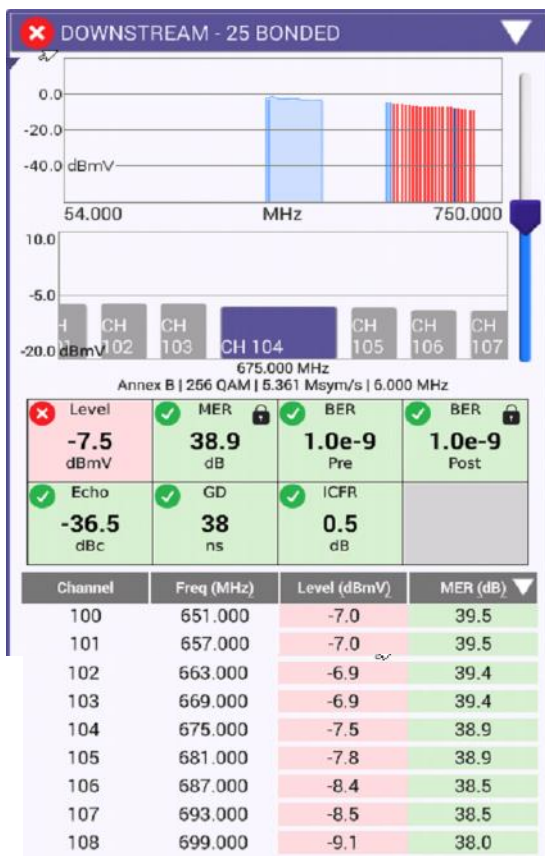 DOWNSTREAM - 25 BONDED
0.0
-20.0
-40.0 dBmV
54.000 MHz 750.000
10.0
-5.0
-20.0 dBmV
CH 102
CH 103
CH 104
CH 105
CH 106
CH 107
675.000 MHz
Annex B | 256 QAM | 5.361 Msym/s | 6.000 MHz
Level MER BER BER
-7.5 38.9 1.0e-9 1.0e-9
dBmV dB Pre Post
Echo GD ICFR
-36.5 38 0.5
dBc ns dB
Channel Freq (MHz) Level (dBmV) MER (dB)
100 651.000 -7.0 39.5
101 657.000 -7.0 39.5
102 663.000 -6.9 39.4
103 669.000 -6.9 39.4
104 675.000 -7.5 38.9
105 681.000 -7.8 38.9
106 687.000 -8.4 38.5
107 693.000 -8.5 38.5
108 699.000 -9.1 38.0